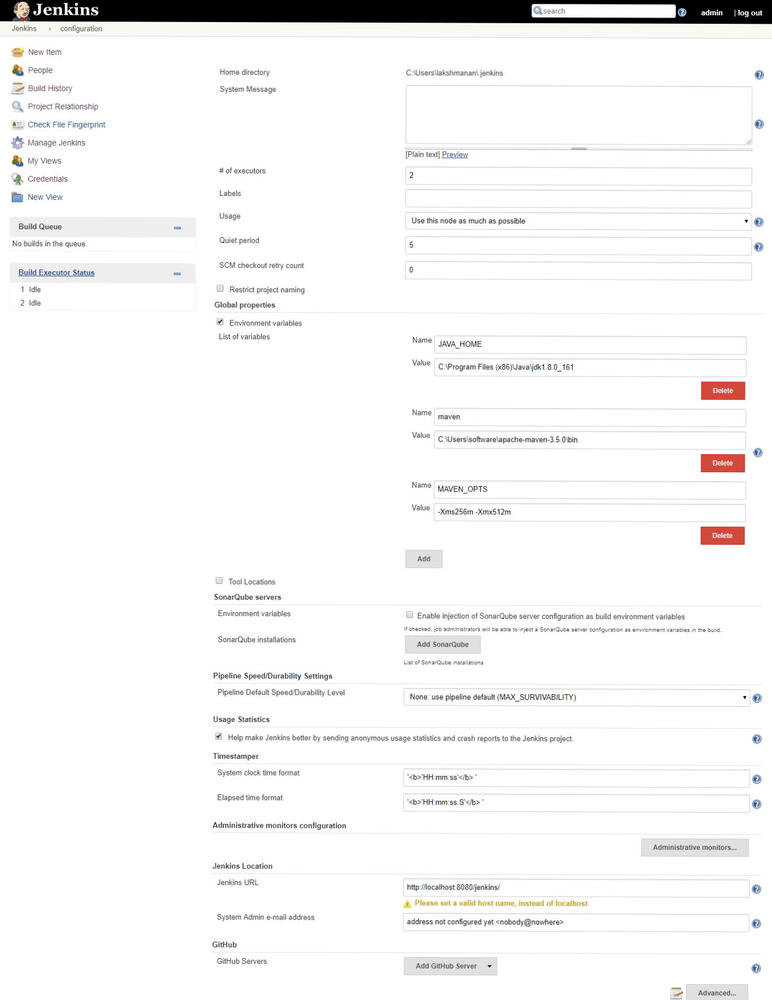 Jenkins
search
admin
| log out
Jenkins
configuration
New Item
People
Build History
Project Relationship
Check File Fingerprint
Manage Jenkins
My Views
Credentials
New View
Build Queue
No builds in the queue.
Build Executor Status
1 Idle
2 Idle
Home directory
C:\Users\lakshmanan\.jenkins
System Message
[Plain text] Preview
# of executors
2
Labels
Usage
Use this node as much as possible
Quiet period
5
SCM checkout retry count
0
Restrict project naming
Global properties
Environment variables
List of variables
Name
JAVA_HOME
Value
C:\Program Files (x86)\Java\jdk1.8.0_161
Delete
Name
maven
Value
C:\Users\software\apache-maven-3.5.0\bin
Delete
Name
MAVEN_OPTS
Value
-Xms256m -Xmx512m
Delete
Add
Tool Locations
SonarQube servers
Environment variables
Enable injection of SonarQube server configuration as build environment variables
If checked, job administrators will be able to inject a SonarQube server configuration as environment variables in the build.
SonarQube installations
Add SonarQube
List of SonarQube installations
Pipeline Speed/Durability Settings
Pipeline Default Speed/Durability Level
None: use pipeline default (MAX_SURVIVABILITY)
Usage Statistics
Help make Jenkins better by sending anonymous usage statistics and crash reports to the Jenkins project.
Timestamper
System clock time format
'<b>'HH:mm:ss'</b> '
Elapsed time format
'<b>'HH:mm:ss.S'</b> '
Administrative monitors configuration
Administrative monitors...
Jenkins Location
Jenkins URL
http://localhost:8080/jenkins/
Please set a valid host name, instead of localhost
System Admin e-mail address
address not configured yet <nobody@nowhere>
GitHub
GitHub Servers
Add GitHub Server
Advanced...